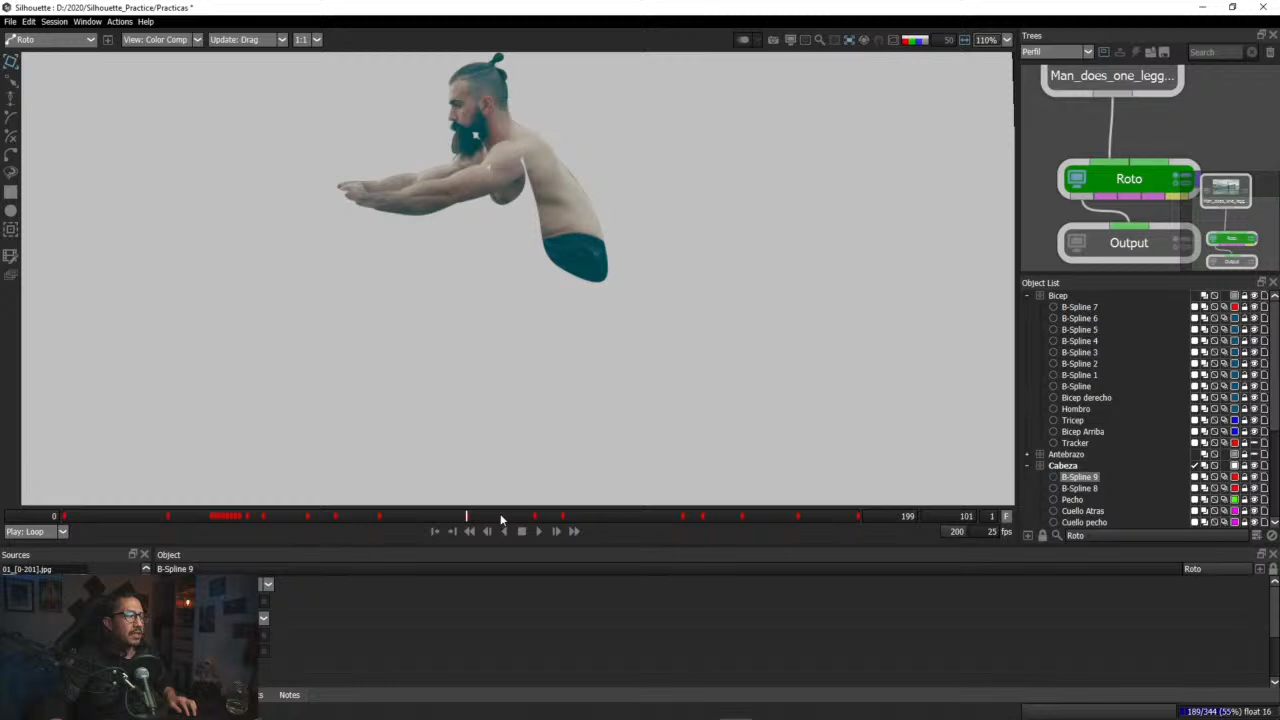 Silhouette : D:/2020/Silhouette_Practice/Practicas *
File Edit Session Window Actions Help
Roto
View: Color Comp
Update: Drag
1:1
50
110%
Trees
Perfil
Search:
Man_does_one_legg...
Roto
Output
Object List
Bicep
B-Spline 7
B-Spline 6
B-Spline 5
B-Spline 4
B-Spline 3
B-Spline 2
B-Spline 1
B-Spline
Bicep derecho
Hombro
Tricep
Bicep Arriba
Tracker
Antebrazo
Cabeza
B-Spline 9
B-Spline 8
Pecho
Cuello Atras
Cuello pecho
Roto
0
199
101
1
F
Play: Loop
200
25
fps
Sources
01_[0-201].jpg
Object
B-Spline 9
Roto
Notes
189/344 (55%) float 16